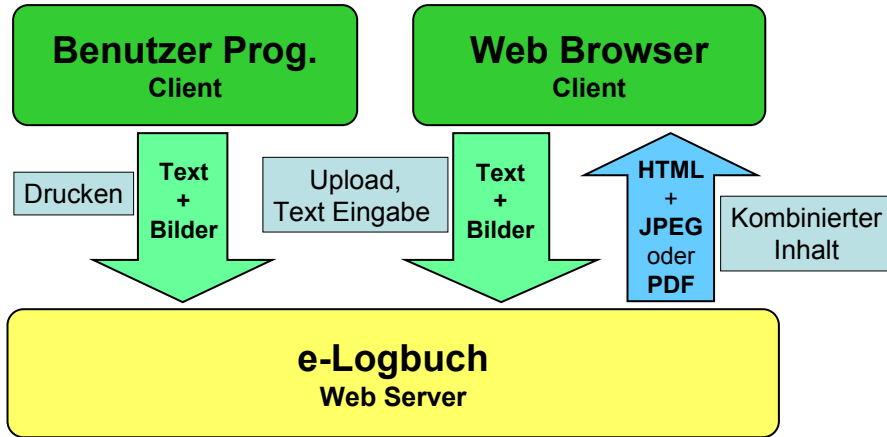 Benutzer Prog.
Client
Web Browser
Client
Drucken
Text
+
Bilder
Upload,
Text Eingabe
Text
+
Bilder
HTML
+
JPEG
oder
PDF
Kombinierter
Inhalt
e-Logbuch
Web Server